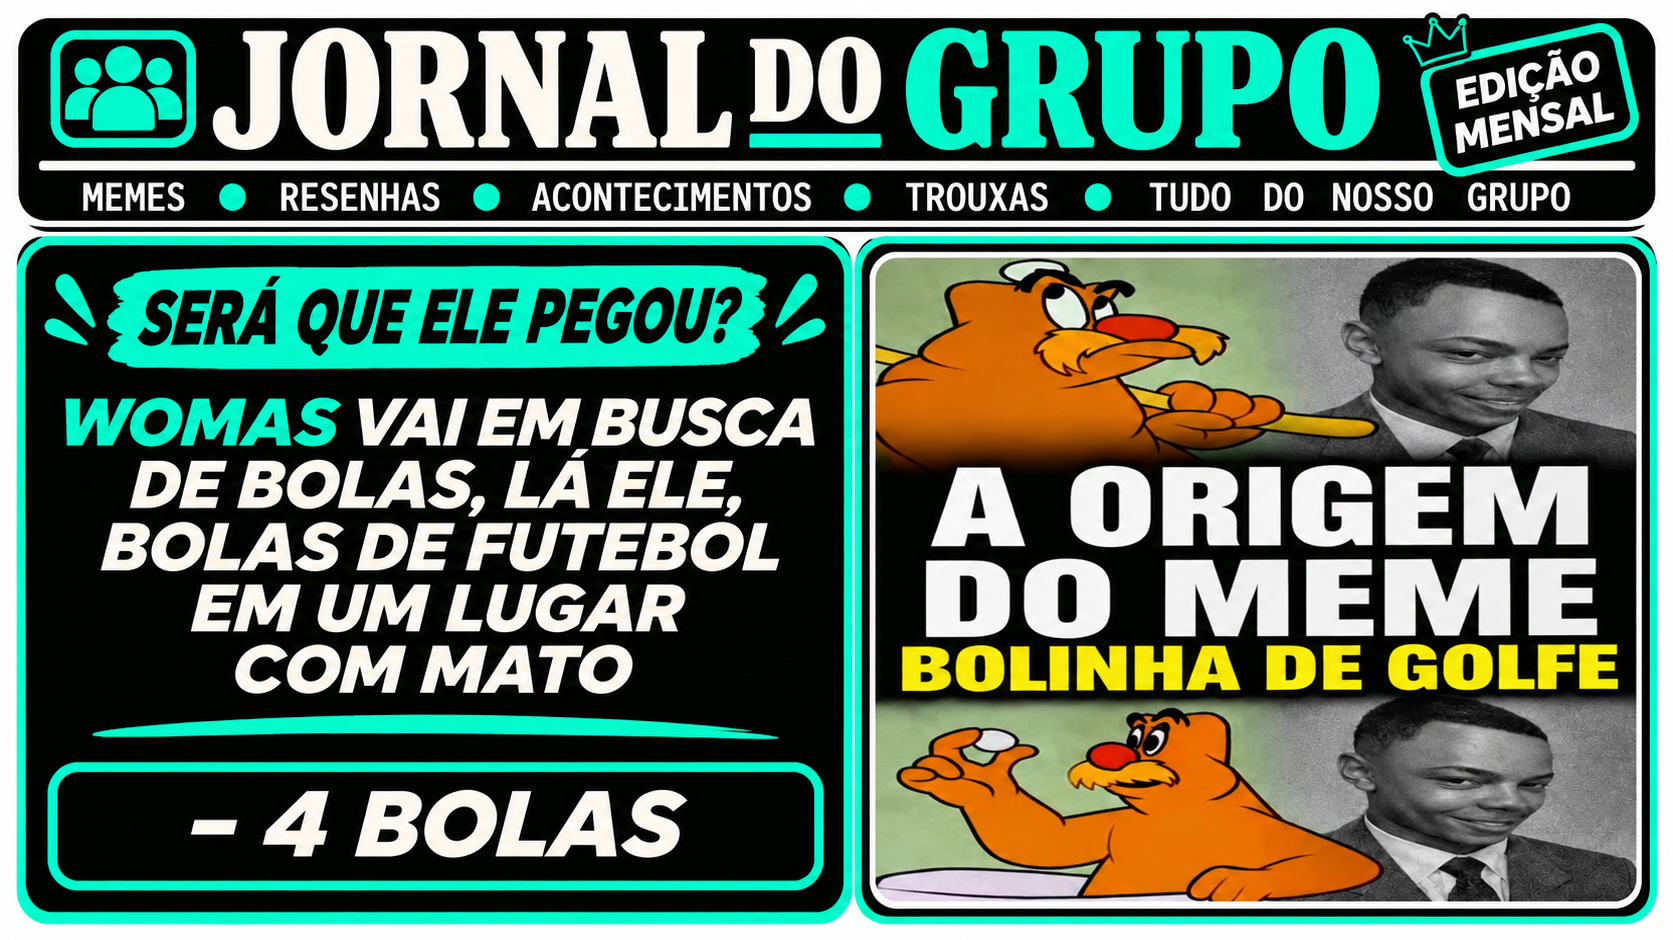 JORNAL DO GRUPO
EDIÇÃO
MENSAL
MEMES ● RESENHAS ● ACONTECIMENTOS ● TROUXAS ● TUDO DO NOSSO GRUPO
SERÁ QUE ELE PEGOU?
WOMAS VAI EM BUSCA
DE BOLAS, LÁ ELE,
BOLAS DE FUTEBOL
EM UM LUGAR
COM MATO
- 4 BOLAS
A ORIGEM
DO MEME
BOLINHA DE GOLFE